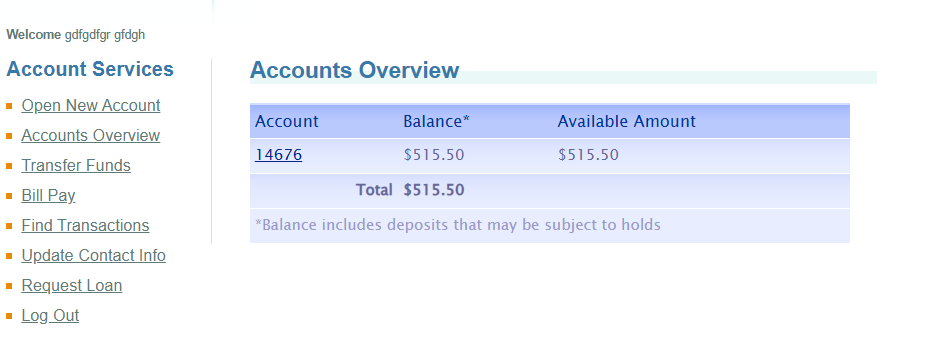 Welcome gdfgdfgr gfdgh
Account Services
Open New Account
Accounts Overview
Transfer Funds
Bill Pay
Find Transactions
Update Contact Info
Request Loan
Log Out
Accounts Overview
Account Balance* Available Amount
14676 $515.50 $515.50
Total $515.50
*Balance includes deposits that may be subject to holds